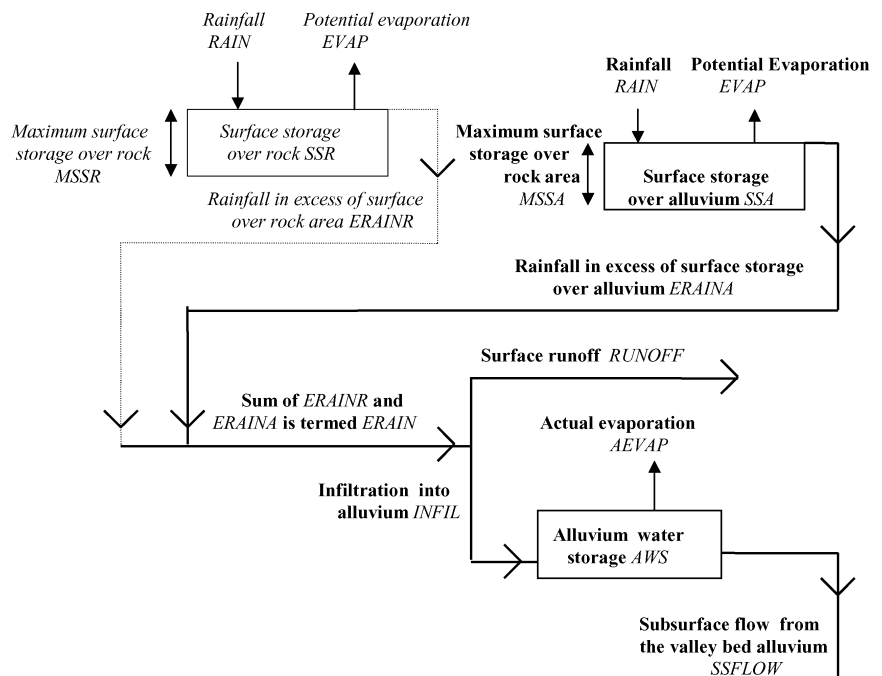 Rainfall
RAIN
Potential evaporation
EVAP
Maximum surface
storage over rock
MSSR
Surface storage
over rock SSR
Rainfall in excess of surface
over rock area ERAINR
Rainfall
RAIN
Potential Evaporation
EVAP
Maximum surface
storage over
rock area
MSSA
Surface storage
over alluvium SSA
Rainfall in excess of surface storage
over alluvium ERAINA
Surface runoff RUNOFF
Sum of ERAINR and
ERAINA is termed ERAIN
Actual evaporation
AEVAP
Infiltration into
alluvium INFIL
Alluvium water
storage AWS
Subsurface flow from
the valley bed alluvium
SSFLOW